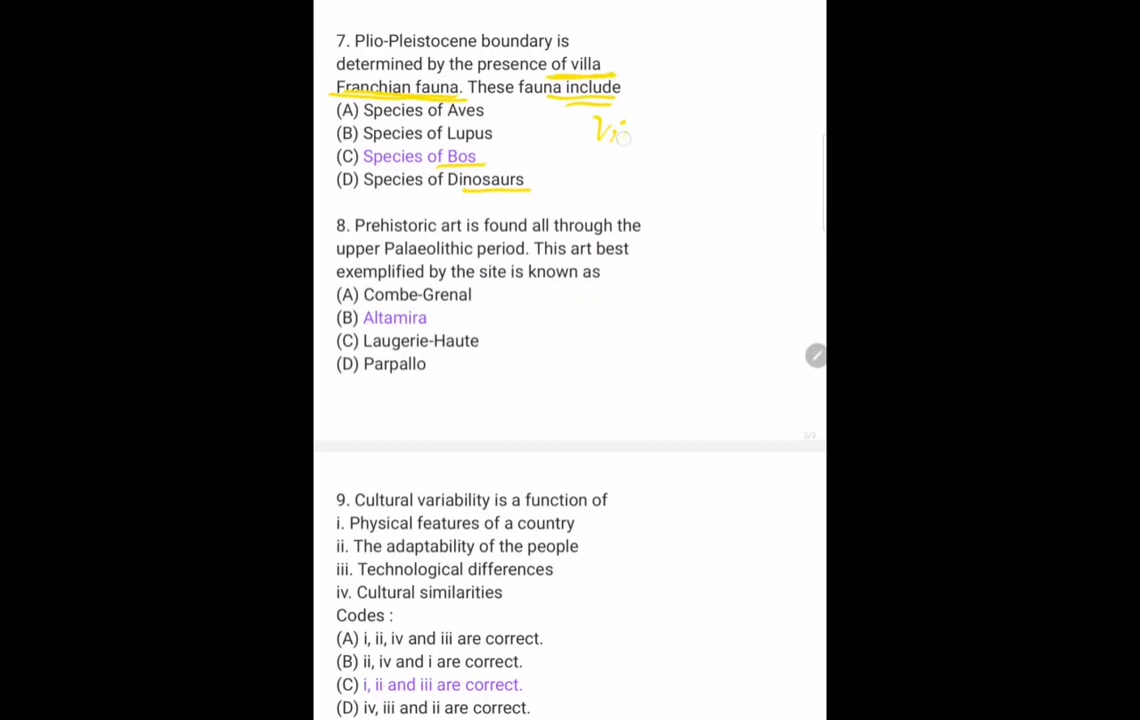 7. Plio-Pleistocene boundary is
determined by the presence of villa
Franchian fauna. These fauna include
(A) Species of Aves
(B) Species of Lupus
(C) Species of Bos
(D) Species of Dinosaurs
Vi
8. Prehistoric art is found all through the
upper Palaeolithic period. This art best
exemplified by the site is known as
(A) Combe-Grenal
(B) Altamira
(C) Laugerie-Haute
(D) Parpallo
2/3
9. Cultural variability is a function of
i. Physical features of a country
ii. The adaptability of the people
iii. Technological differences
iv. Cultural similarities
Codes :
(A) i, ii, iv and iii are correct.
(B) ii, iv and i are correct.
(C) i, ii and iii are correct.
(D) iv, iii and ii are correct.